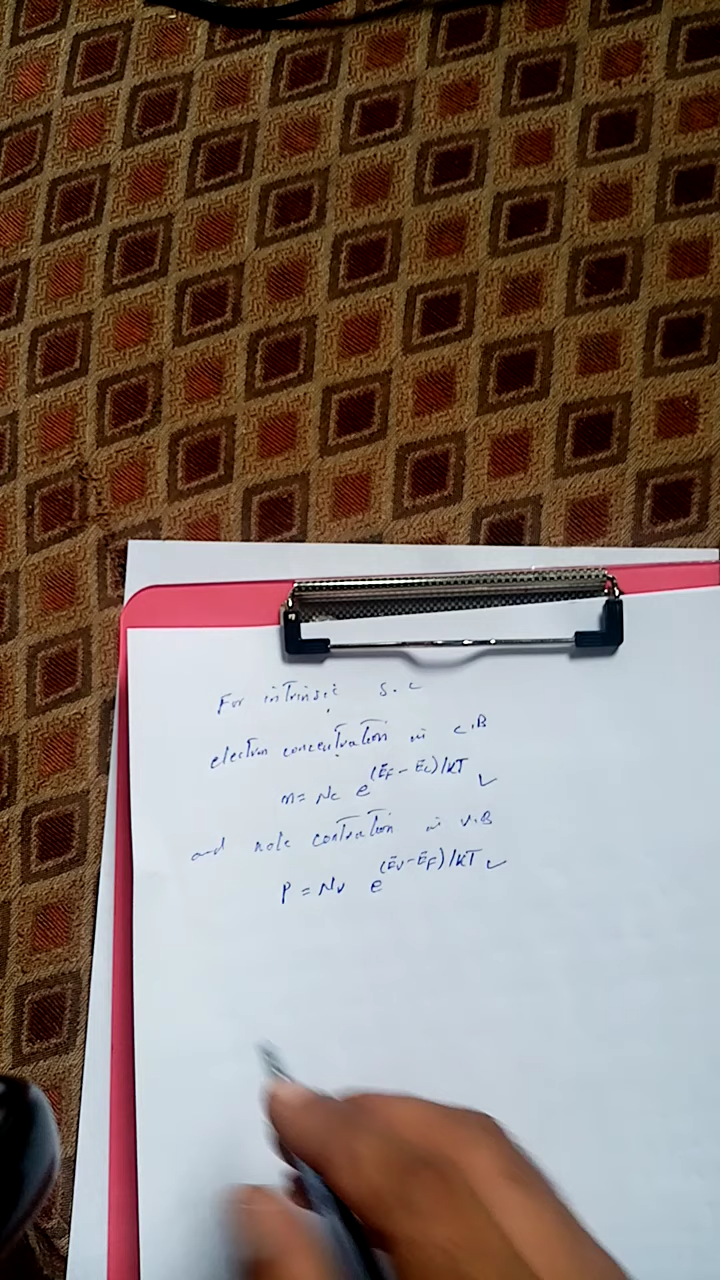 For intrinsic S.C
electron concentration in C.B
n = Nc e^(EF - Ec)/kT ✓
and hole contration in V.B
P = Nv e^(Ev - EF)/kT ✓